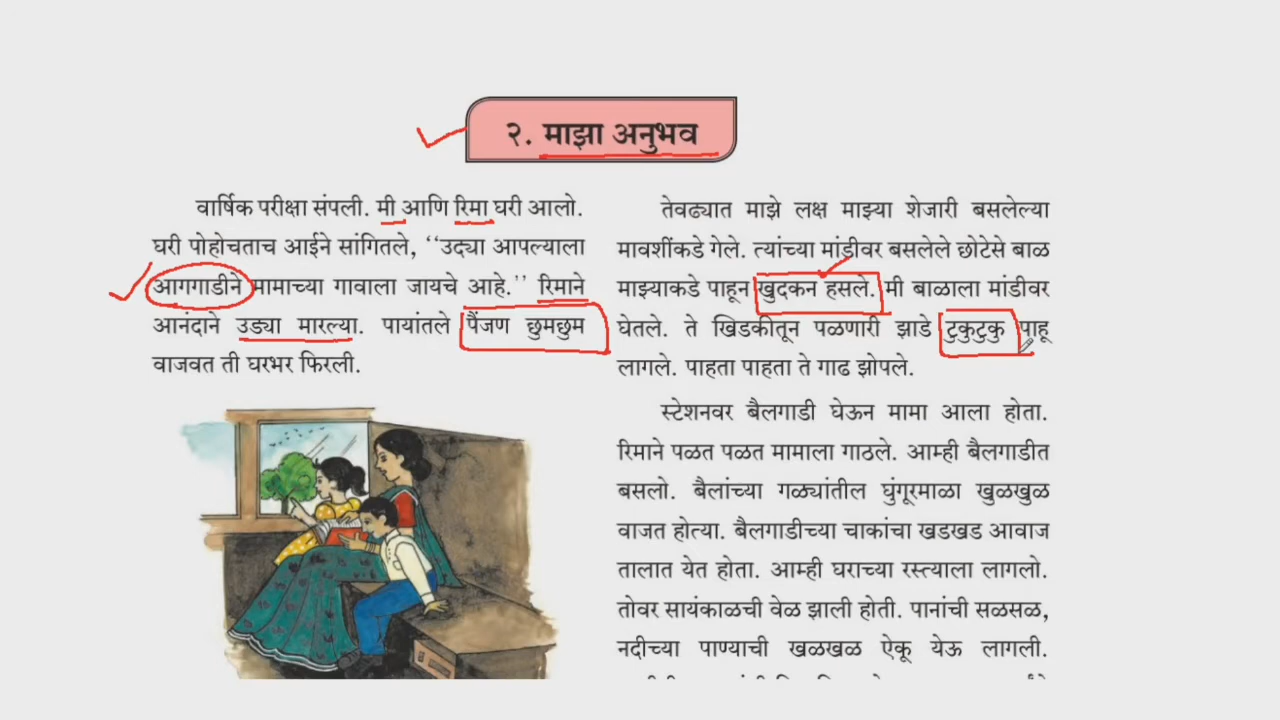 २. माझा अनुभव
वार्षिक परीक्षा संपली. मी आणि रिमा घरी आलो.
घरी पोहोचताच आईने सांगितले, ‘‘उद्या आपल्याला
आगगाडीने मामाच्या गावाला जायचे आहे.’’ रिमाने
आनंदाने उड्या मारल्या. पायांतले पैंजण छुमछुम
वाजवत ती घरभर फिरली.
तेवढ्यात माझे लक्ष माझ्या शेजारी बसलेल्या
मावशींकडे गेले. त्यांच्या मांडीवर बसलेले छोटेसे बाळ
माझ्याकडे पाहून खुदकन हसले. मी बाळाला मांडीवर
घेतले. ते खिडकीतून पळणारी झाडे टुकुटुकु पाहू
लागले. पाहता पाहता ते गाढ झोपले.
स्टेशनवर बैलगाडी घेऊन मामा आला होता.
रिमाने पळत पळत मामाला गाठले. आम्ही बैलगाडीत
बसलो. बैलांच्या गळ्यांतील घुंगूरमाळा खुळखुळ
वाजत होत्या. बैलगाडीच्या चाकांचा खडखड आवाज
तालात येत होता. आम्ही घराच्या रस्त्याला लागलो.
तोवर सायंकाळची वेळ झाली होती. पानांची सळसळ,
नदीच्या पाण्याची खळखळ ऐकू येऊ लागली.